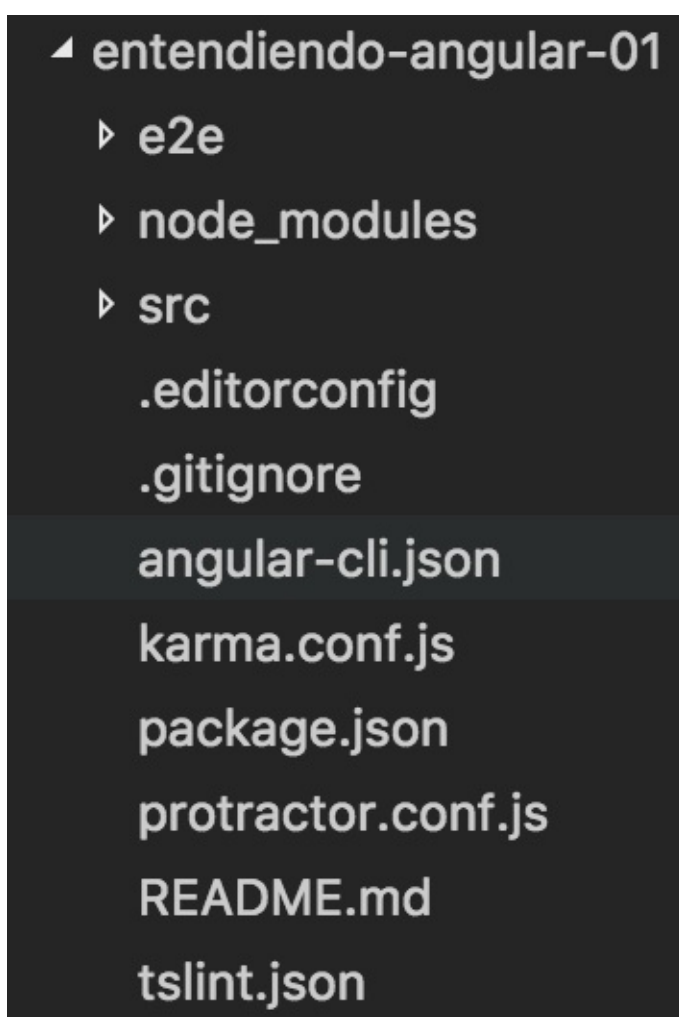 entendiendo-angular-01
e2e
node_modules
src
.editorconfig
.gitignore
angular-cli.json
karma.conf.js
package.json
protractor.conf.js
README.md
tslint.json